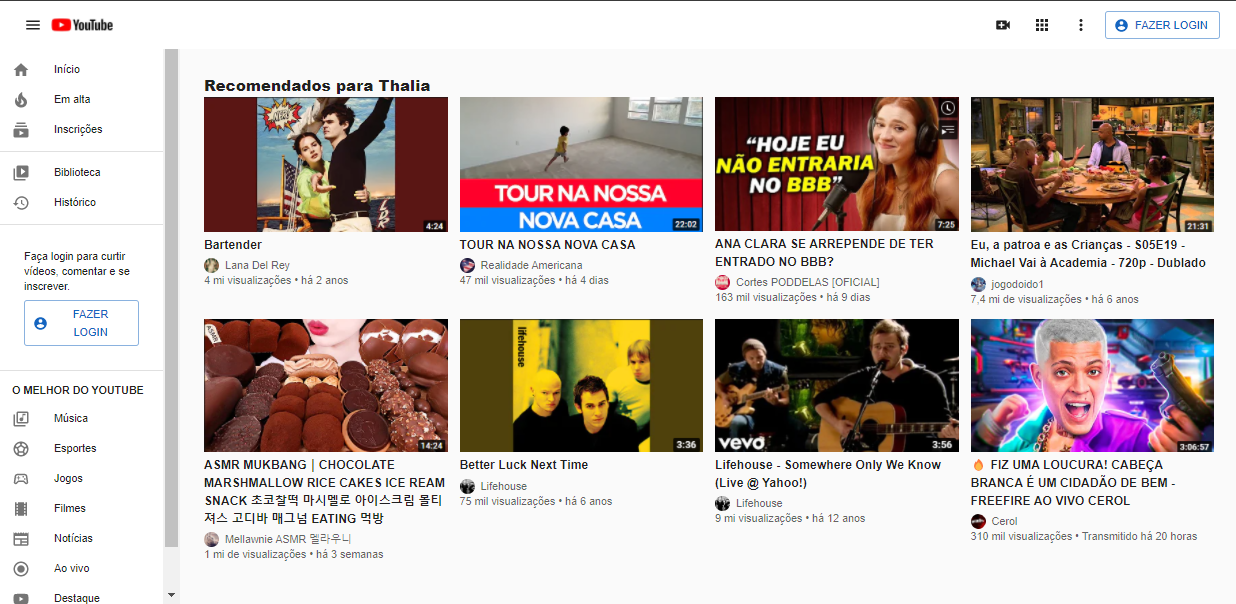 YouTube
FAZER LOGIN
Início
Em alta
Inscrições
Biblioteca
Histórico
Faça login para curtir
vídeos, comentar e se
inscrever.
FAZER
LOGIN
O MELHOR DO YOUTUBE
Música
Esportes
Jogos
Filmes
Notícias
Ao vivo
Destaque
Recomendados para Thalia
LDR
4:24
Bartender
Lana Del Rey
4 mi visualizações • há 2 anos
TOUR NA NOSSA
NOVA CASA
22:02
TOUR NA NOSSA NOVA CASA
Realidade Americana
47 mil visualizações • há 4 dias
“HOJE EU
NÃO ENTRARIA
NO BBB”
7:25
ANA CLARA SE ARREPENDE DE TER
ENTRADO NO BBB?
Cortes PODDELAS [OFICIAL]
163 mil visualizações • há 9 dias
21:31
Eu, a patroa e as Crianças - S05E19 -
Michael Vai à Academia - 720p - Dublado
jogodoido1
7,4 mi de visualizações • há 6 anos
ASMR
14:24
ASMR MUKBANG | CHOCOLATE
MARSHMALLOW RICE CAKES ICE REAM
SNACK 초코찰떡 마시멜로 아이스크림 몰티
져스 고디바 매그넘 EATING 먹방
Mellawnie ASMR 멜라우니
1 mi de visualizações • há 3 semanas
lifehouse
3:36
Better Luck Next Time
Lifehouse
75 mil visualizações • há 6 anos
vevo
3:56
Lifehouse - Somewhere Only We Know
(Live @ Yahoo!)
Lifehouse
9 mi visualizações • há 12 anos
3:06:57
🔥 FIZ UMA LOUCURA! CABEÇA
BRANCA É UM CIDADÃO DE BEM -
FREEFIRE AO VIVO CEROL
Cerol
310 mil visualizações • Transmitido há 20 horas